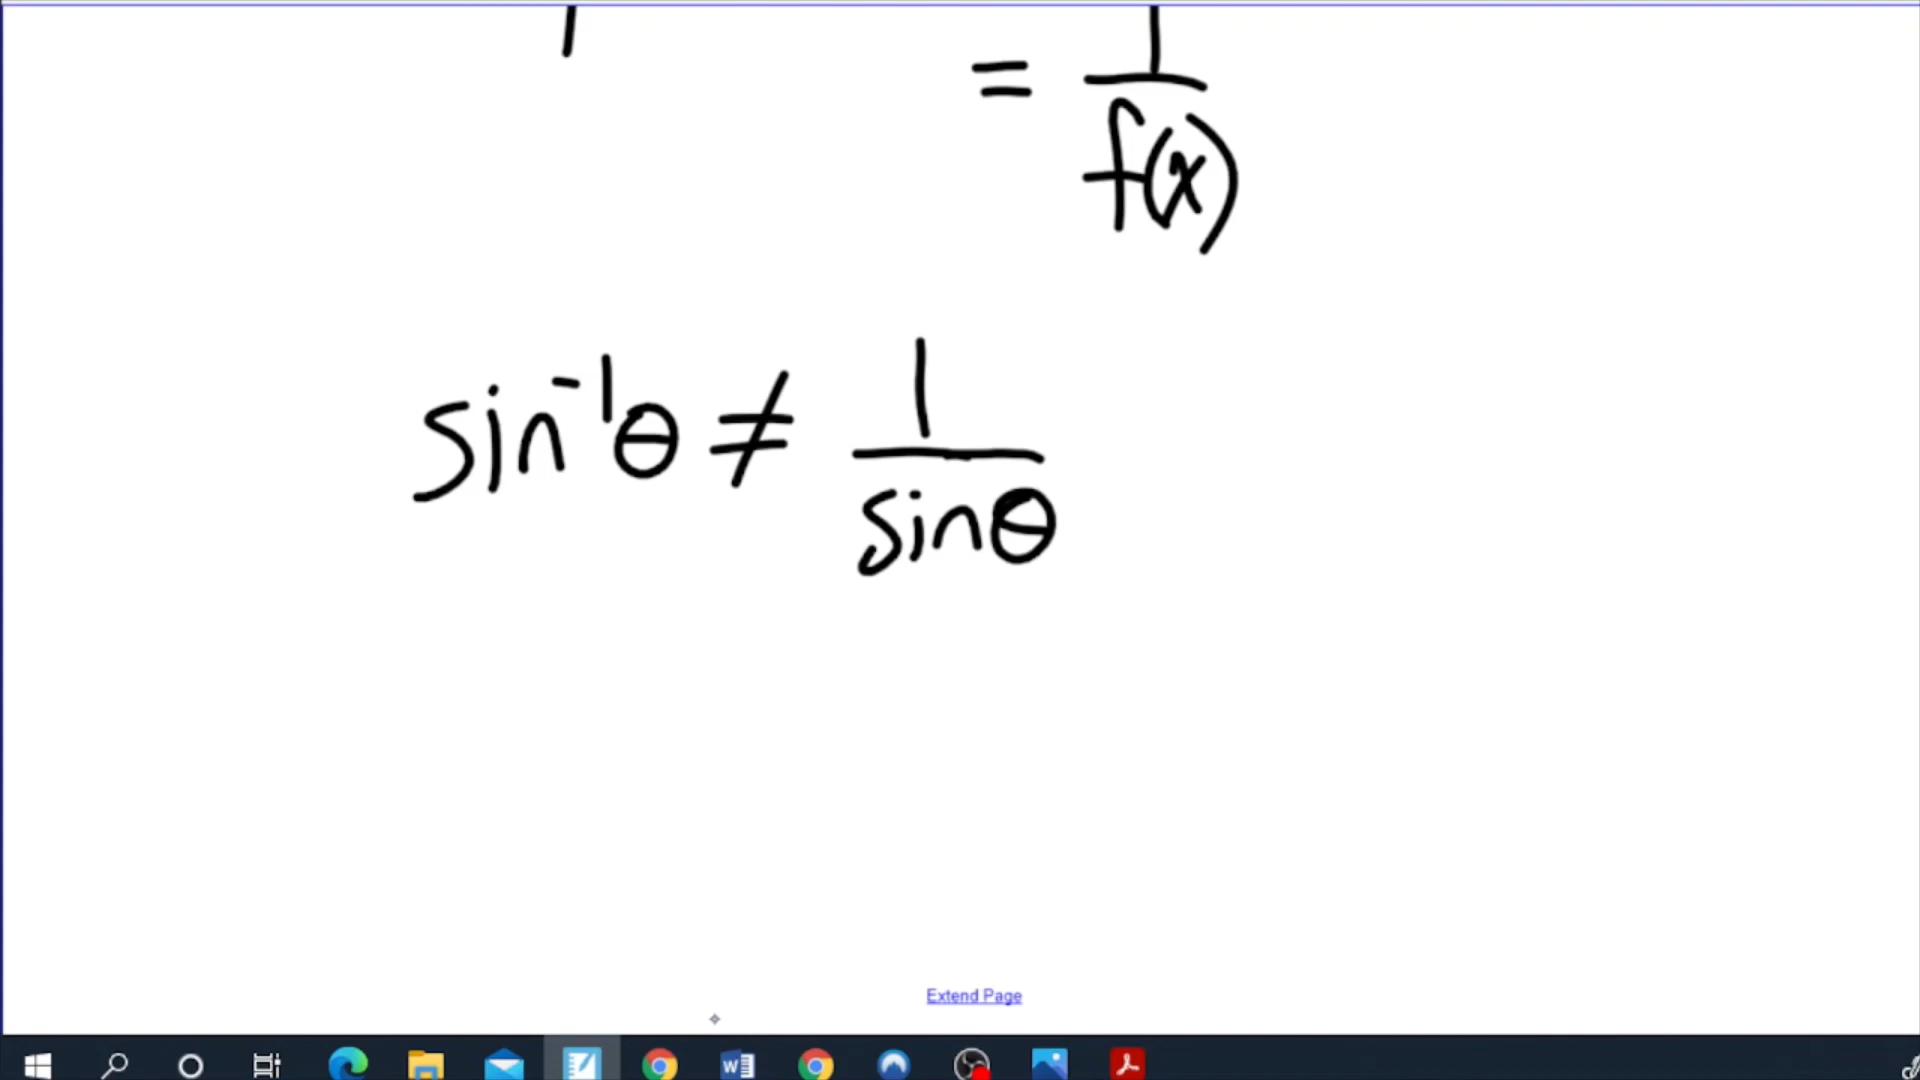 = 1/f(x)
sin⁻¹θ ≠ 1/sinθ
Extend Page